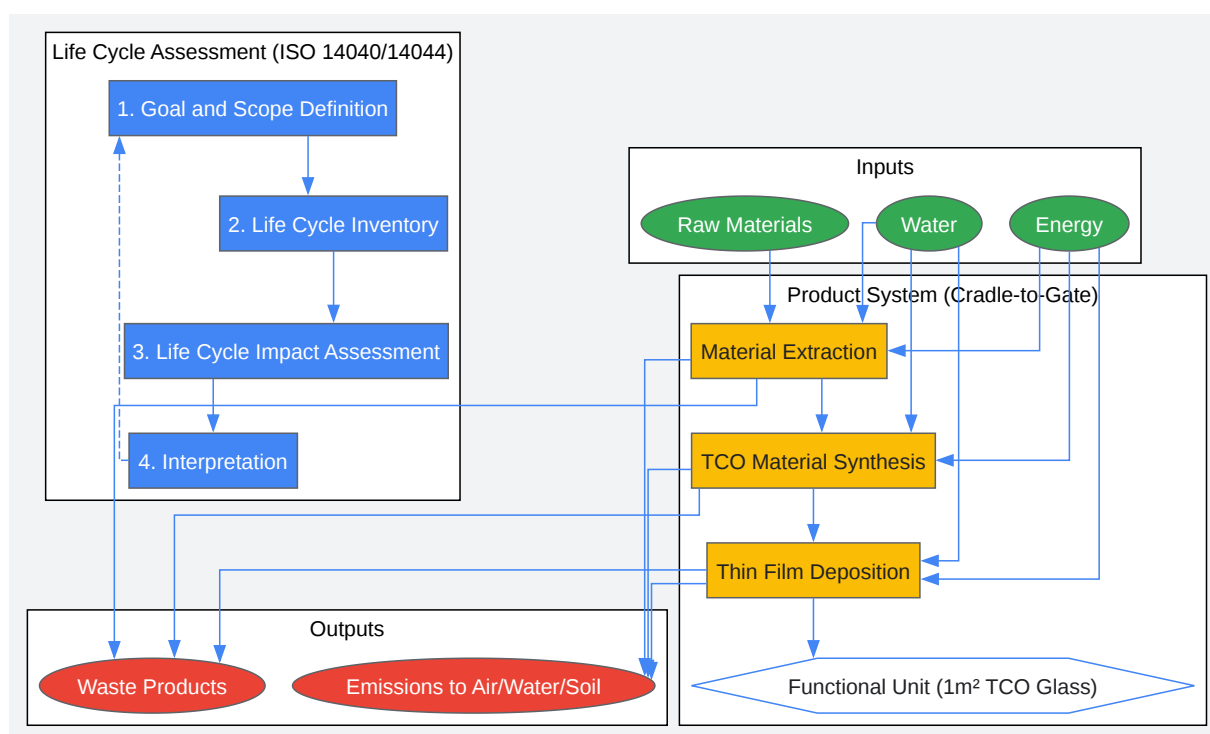 Life Cycle Assessment (ISO 14040/14044)
1. Goal and Scope Definition
2. Life Cycle Inventory
3. Life Cycle Impact Assessment
4. Interpretation
Inputs
Raw Materials
Water
Energy
Product System (Cradle-to-Gate)
Material Extraction
TCO Material Synthesis
Thin Film Deposition
Functional Unit (1m² TCO Glass)
Outputs
Waste Products
Emissions to Air/Water/Soil